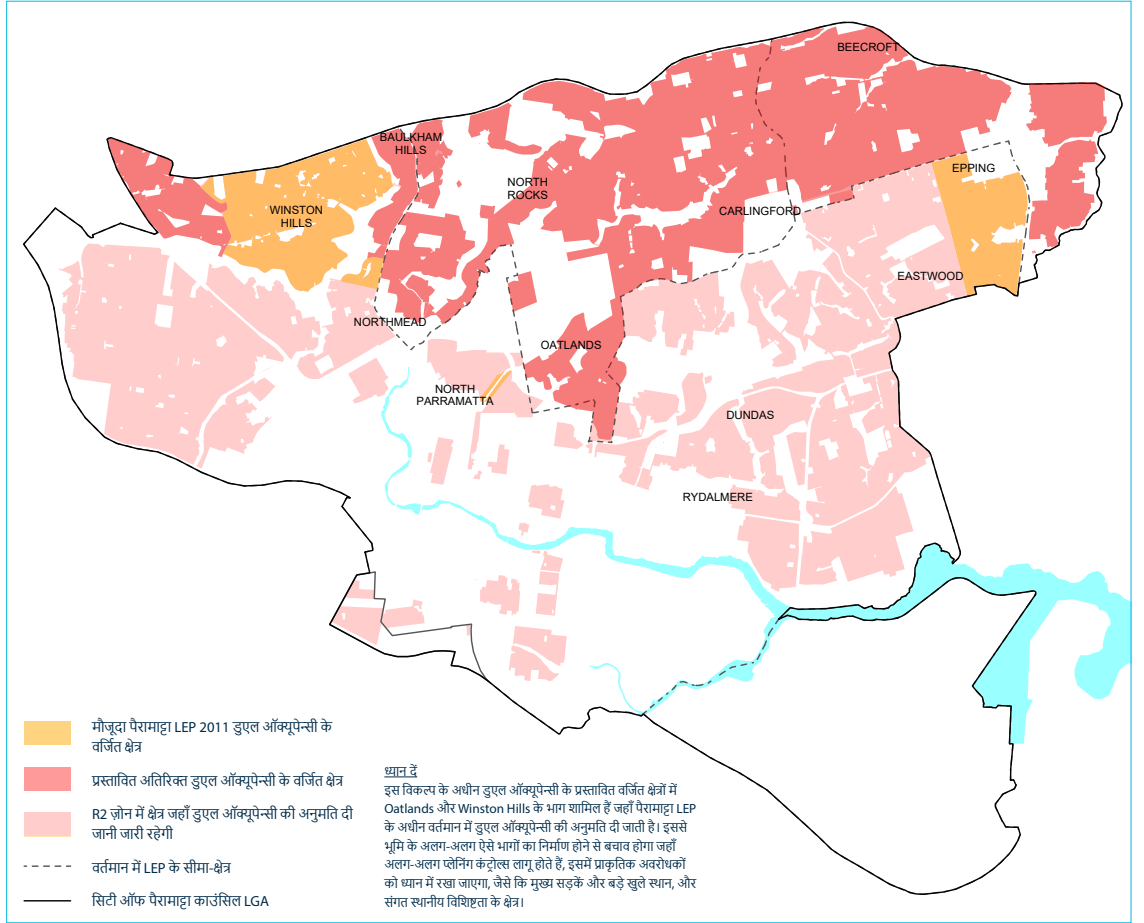 BEECROFT
BAULKHAM
HILLS
EPPING
NORTH
ROCKS
WINSTON
HILLS
CARLINGFORD
EASTWOOD
NORTHMEAD
OATLANDS
NORTH
PARRAMATTA
DUNDAS
RYDALMERE
मौजूदा पैरामाट्टा LEP 2011 डुएल ऑक्यूपेन्सी के
वर्जित क्षेत्र
प्रस्तावित अतिरिक्त डुएल ऑक्यूपेन्सी के वर्जित क्षेत्र
R2 ज़ोन में क्षेत्र जहाँ डुएल ऑक्यूपेन्सी की अनुमति दी
जानी जारी रहेगी
वर्तमान में LEP के सीमा-क्षेत्र
सिटी ऑफ पैरामाट्टा काउंसिल LGA
ध्यान दें
इस विकल्प के अधीन डुएल ऑक्यूपेन्सी के प्रस्तावित वर्जित क्षेत्रों में
Oatlands और Winston Hills के भाग शामिल हैं जहाँ पैरामाट्टा LEP
के अधीन वर्तमान में डुएल ऑक्यूपेन्सी की अनुमति दी जाती है। इससे
भूमि के अलग-अलग ऐसे भागों का निर्माण होने से बचाव होगा जहाँ
अलग-अलग प्लेनिंग कंट्रोल्स लागू होते हैं, इसमें प्राकृतिक अवरोधकों
को ध्यान में रखा जाएगा, जैसे कि मुख्य सड़कें और बड़े खुले स्थान, और
संगत स्थानीय विशिष्टता के क्षेत्र।